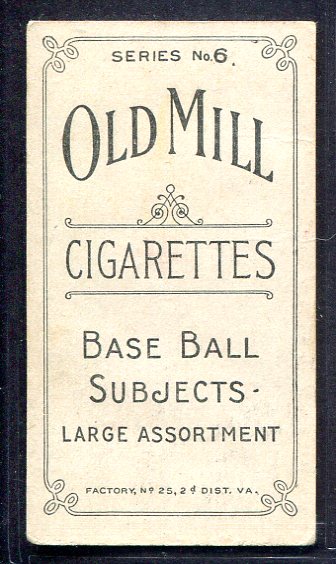 SERIES No.6.
OLD MILL
CIGARETTES
BASE BALL
SUBJECTS-
LARGE ASSORTMENT
FACTORY, No 25, 2d DIST. VA.